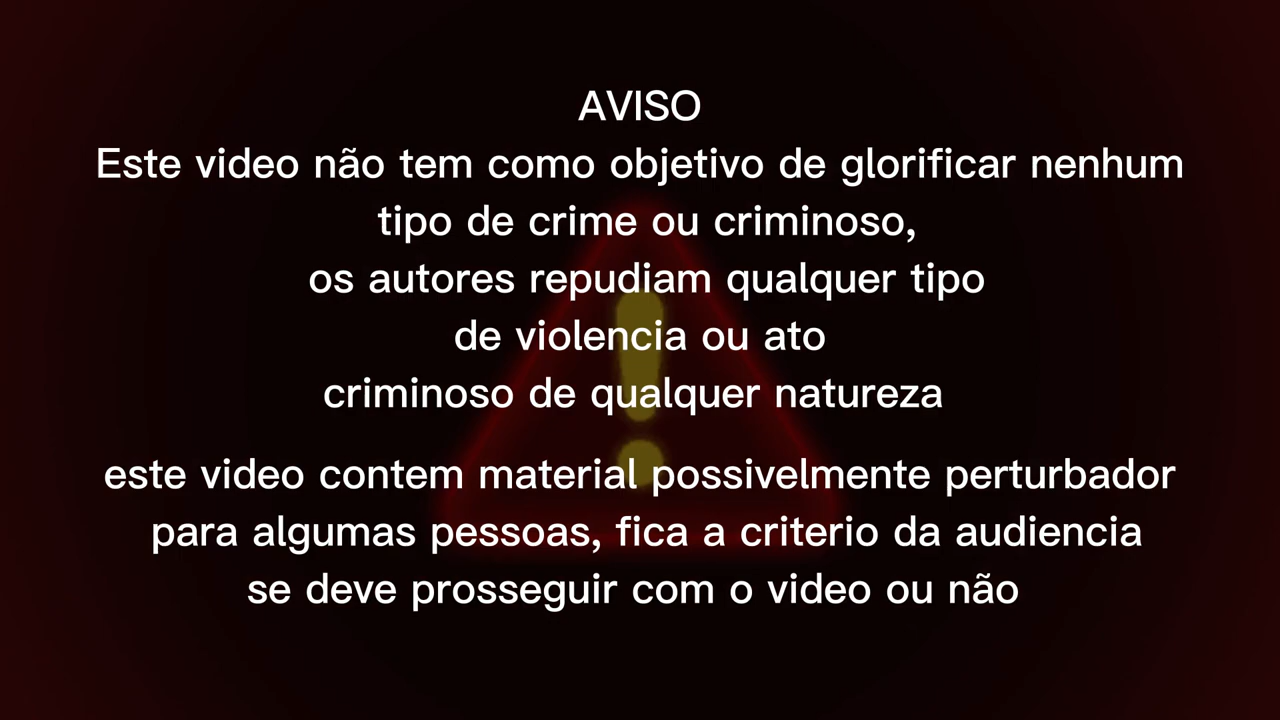 AVISO
Este video não tem como objetivo de glorificar nenhum
tipo de crime ou criminoso,
os autores repudiam qualquer tipo
de violencia ou ato
criminoso de qualquer natureza
este video contem material possivelmente perturbador
para algumas pessoas, fica a criterio da audiencia
se deve prosseguir com o video ou não